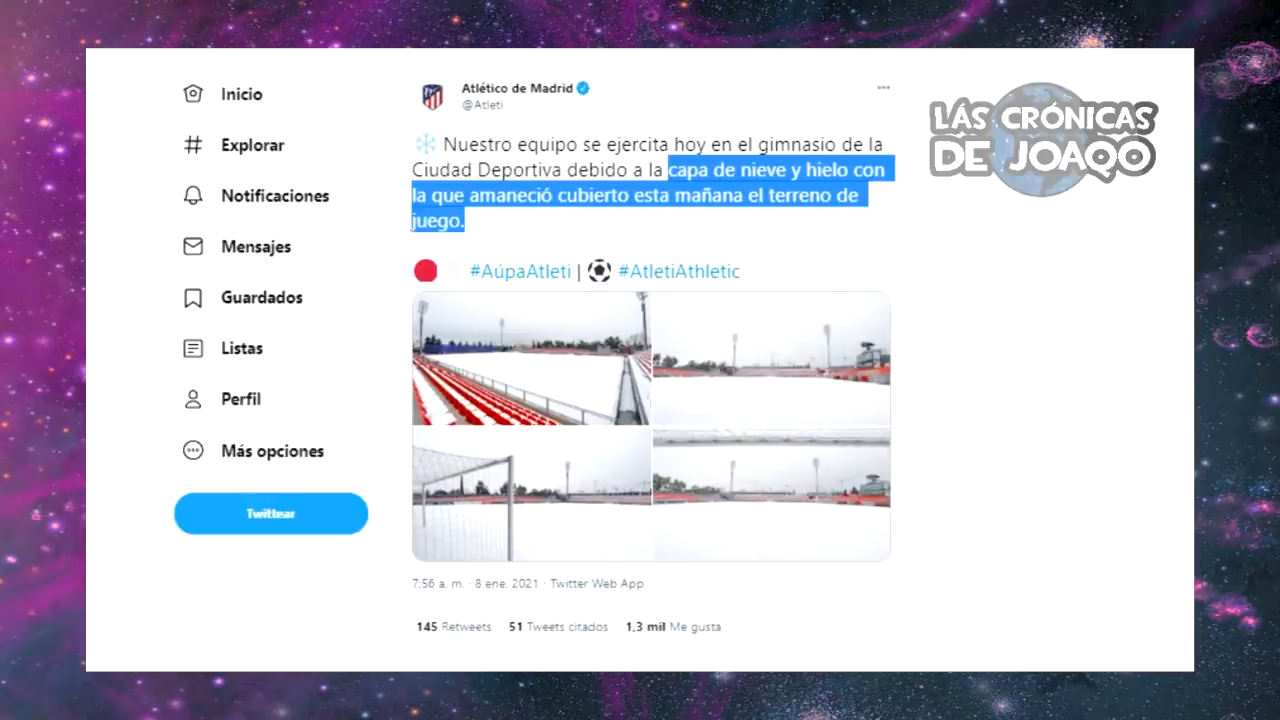 Inicio
Explorar
Notificaciones
Mensajes
Guardados
Listas
Perfil
Más opciones
Twittear
Atlético de Madrid
@Atleti
Nuestro equipo se ejercita hoy en el gimnasio de la
Ciudad Deportiva debido a la capa de nieve y hielo con
la que amaneció cubierto esta mañana el terreno de
juego.
#AúpaAtleti | #AtletiAthletic
7:56 a. m. · 8 ene. 2021 · Twitter Web App
145 Retweets 51 Tweets citados 1,3 mil Me gusta
LÁS CRÓNICAS
DE JOAQO